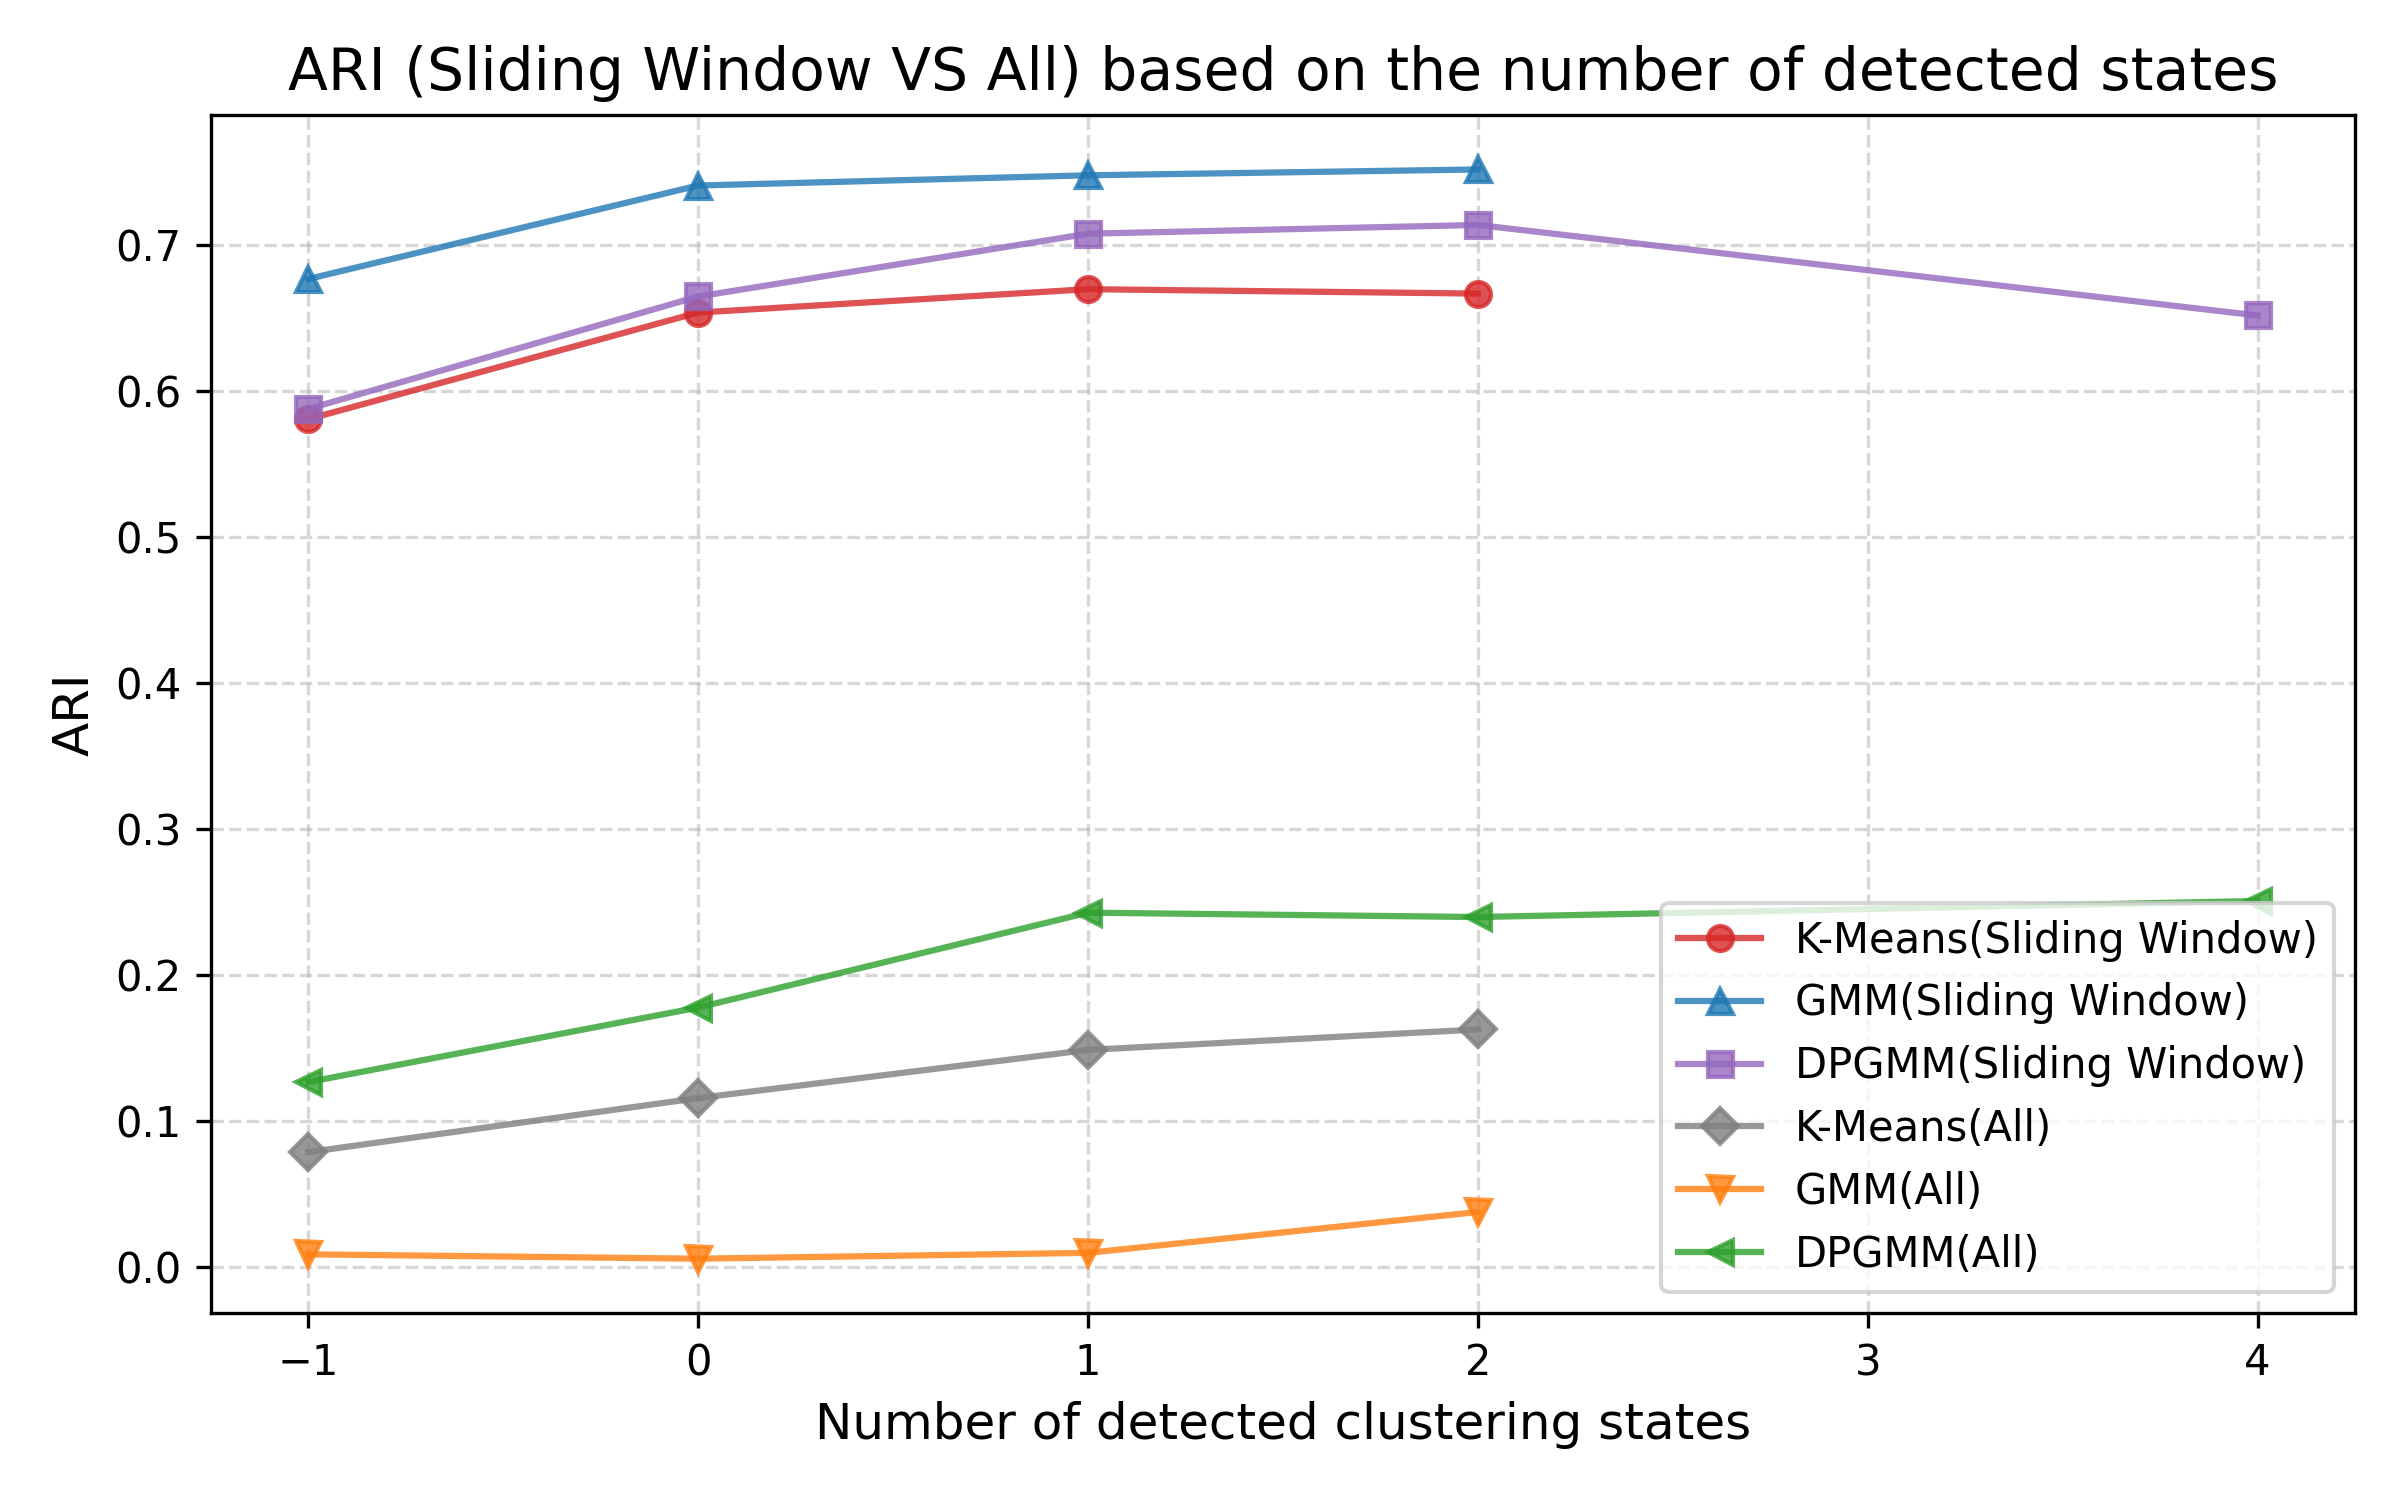 ARI (Sliding Window VS All) based on the number of detected states
ARI
0.7
0.6
0.5
0.4
0.3
0.2
0.1
0.0
−1 0 1 2 3 4
Number of detected clustering states
K-Means(Sliding Window)
GMM(Sliding Window)
DPGMM(Sliding Window)
K-Means(All)
GMM(All)
DPGMM(All)